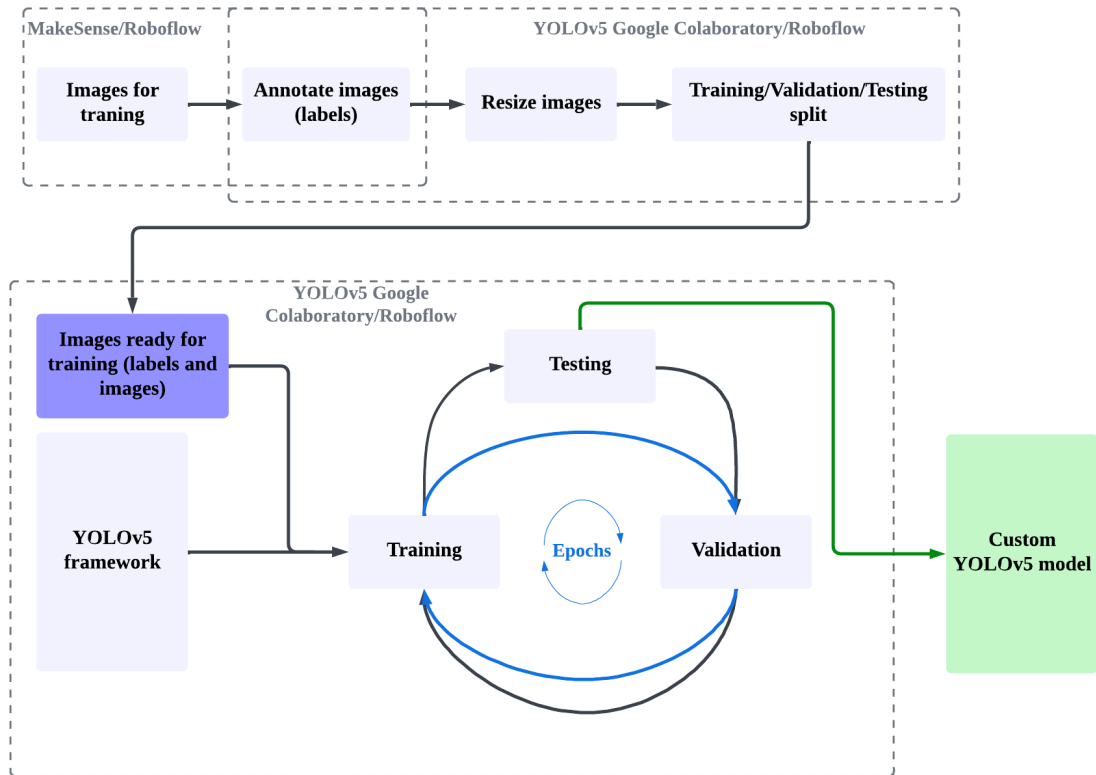 MakeSense/Roboflow
YOLOv5 Google Colaboratory/Roboflow
Images for
traning
Annotate images
(labels)
Resize images
Training/Validation/Testing
split
YOLOv5 Google
Colaboratory/Roboflow
Images ready for
training (labels and
images)
Testing
YOLOv5
framework
Training
Epochs
Validation
Custom
YOLOv5 model